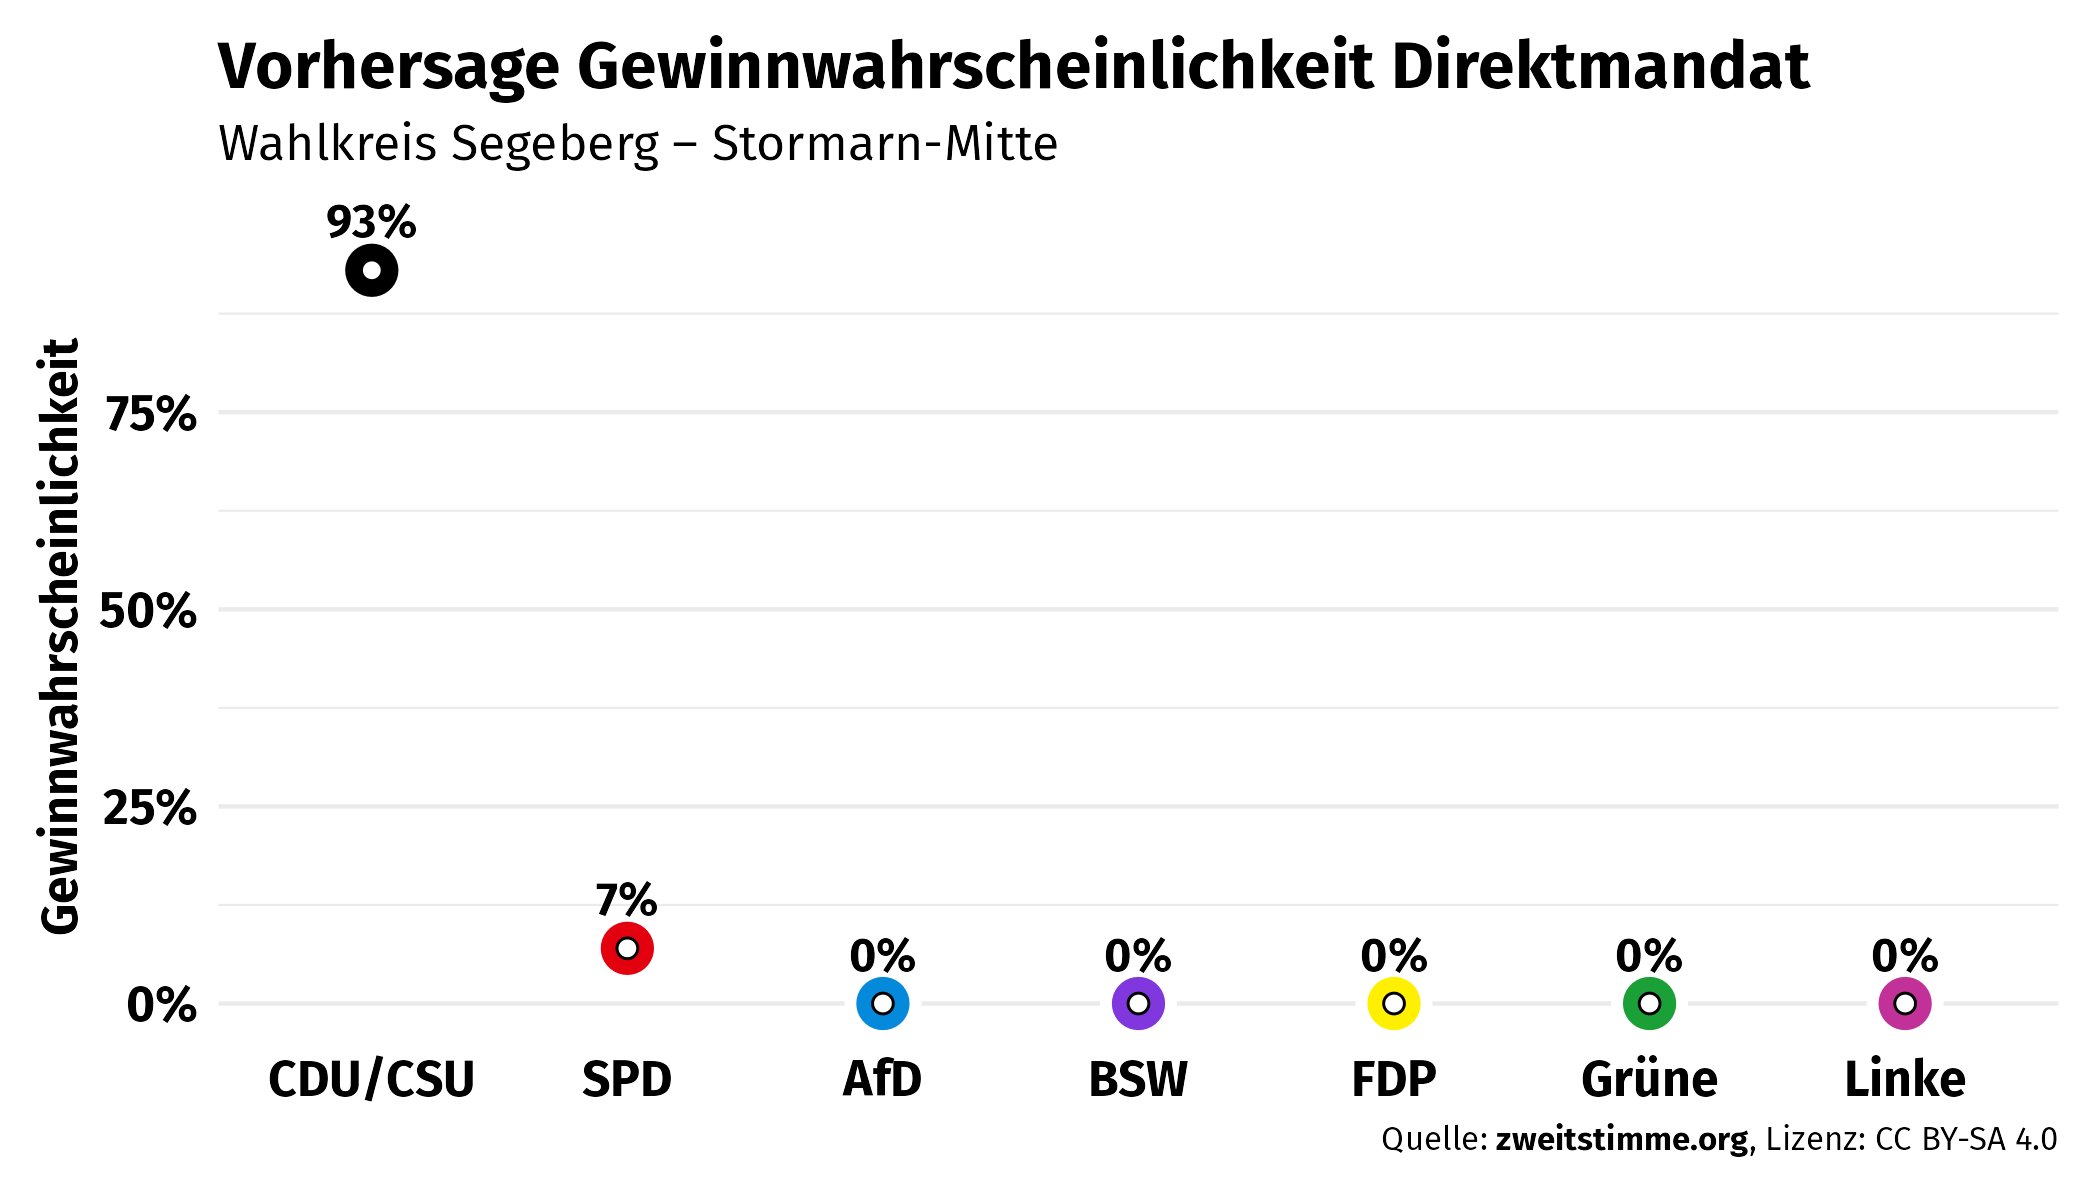 Vorhersage Gewinnwahrscheinlichkeit Direktmandat
Wahlkreis Segeberg – Stormarn-Mitte
Gewinnwahrscheinlichkeit
93%
75%
50%
25%
7%
0% 0% 0% 0% 0%
0%
CDU/CSU SPD AfD BSW FDP Grüne Linke
Quelle: zweitstimme.org, Lizenz: CC BY-SA 4.0